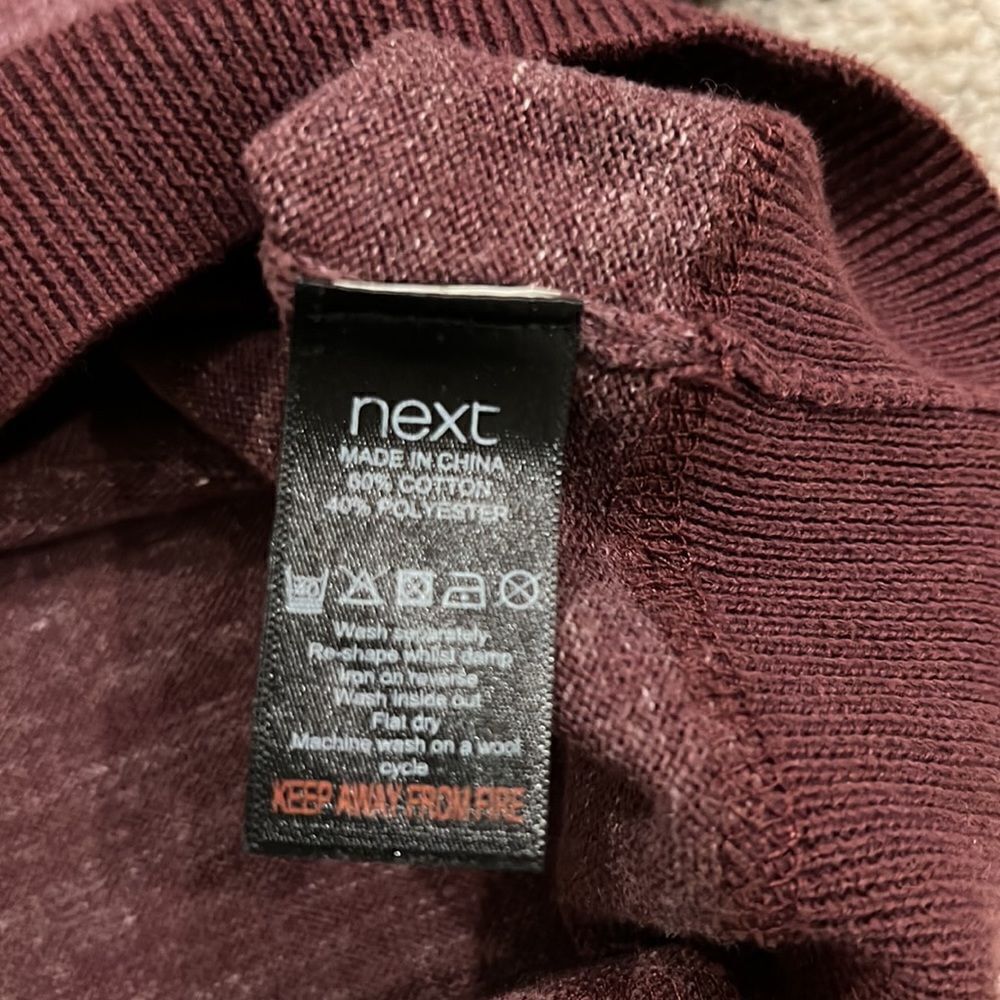 next
MADE IN CHINA
60% COTTON
40% POLYESTER
30
Wash separately
Re-shape whilst damp
Iron on reverse
Wash inside out
Flat dry
Machine wash on a wool
cycle
KEEP AWAY FROM FIRE